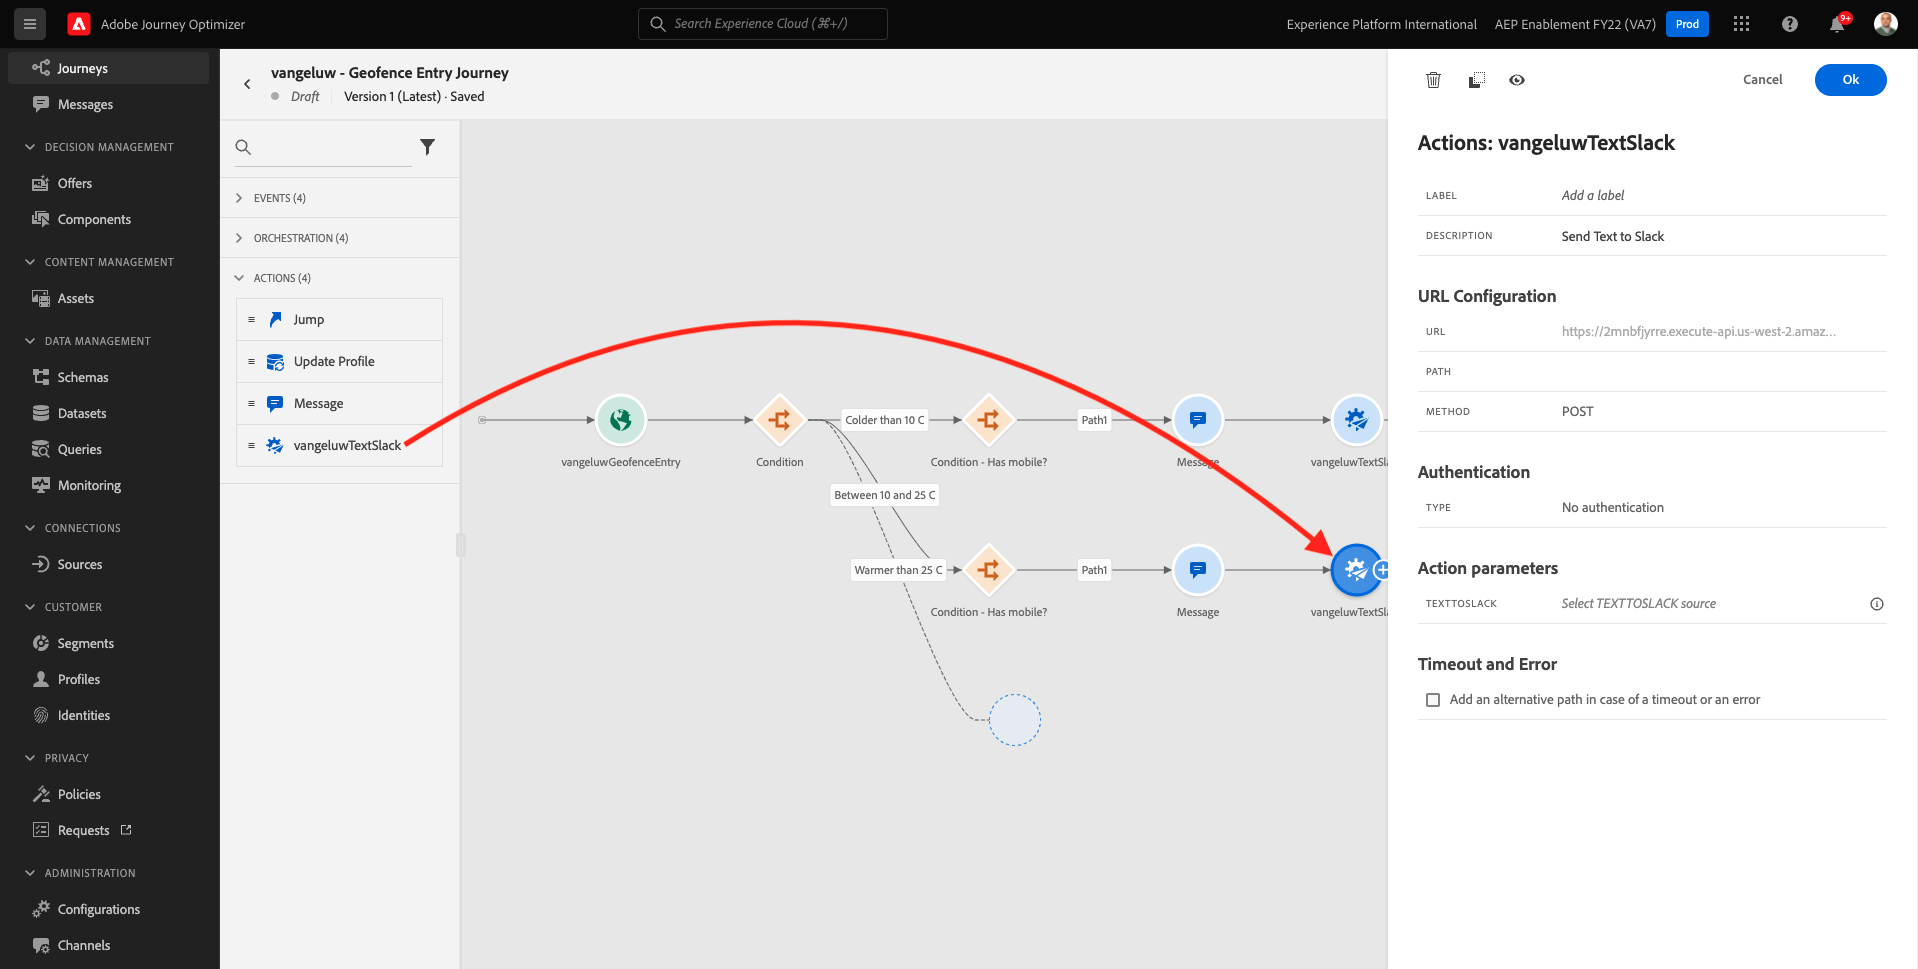 Adobe Journey Optimizer
Search Experience Cloud (⌘+/)
Experience Platform International
AEP Enablement FY22 (VA7)
Prod
9+
Journeys
Messages
DECISION MANAGEMENT
Offers
Components
CONTENT MANAGEMENT
Assets
DATA MANAGEMENT
Schemas
Datasets
Queries
Monitoring
CONNECTIONS
Sources
CUSTOMER
Segments
Profiles
Identities
PRIVACY
Policies
Requests
ADMINISTRATION
Configurations
Channels
vangeluw - Geofence Entry Journey
Draft
Version 1 (Latest) · Saved
EVENTS (4)
ORCHESTRATION (4)
ACTIONS (4)
Jump
Update Profile
Message
vangeluwTextSlack
vangeluwGeofenceEntry
Condition
Colder than 10 C
Condition - Has mobile?
Path1
Message
vangeluwTextSla
Between 10 and 25 C
Warmer than 25 C
Condition - Has mobile?
Path1
Message
vangeluwTextSla
Cancel
Ok
Actions: vangeluwTextSlack
LABEL Add a label
DESCRIPTION Send Text to Slack
URL Configuration
URL https://2mnbfjyrre.execute-api.us-west-2.amaz...
PATH
METHOD POST
Authentication
TYPE No authentication
Action parameters
TEXTTOSLACK Select TEXTTOSLACK source
Timeout and Error
Add an alternative path in case of a timeout or an error